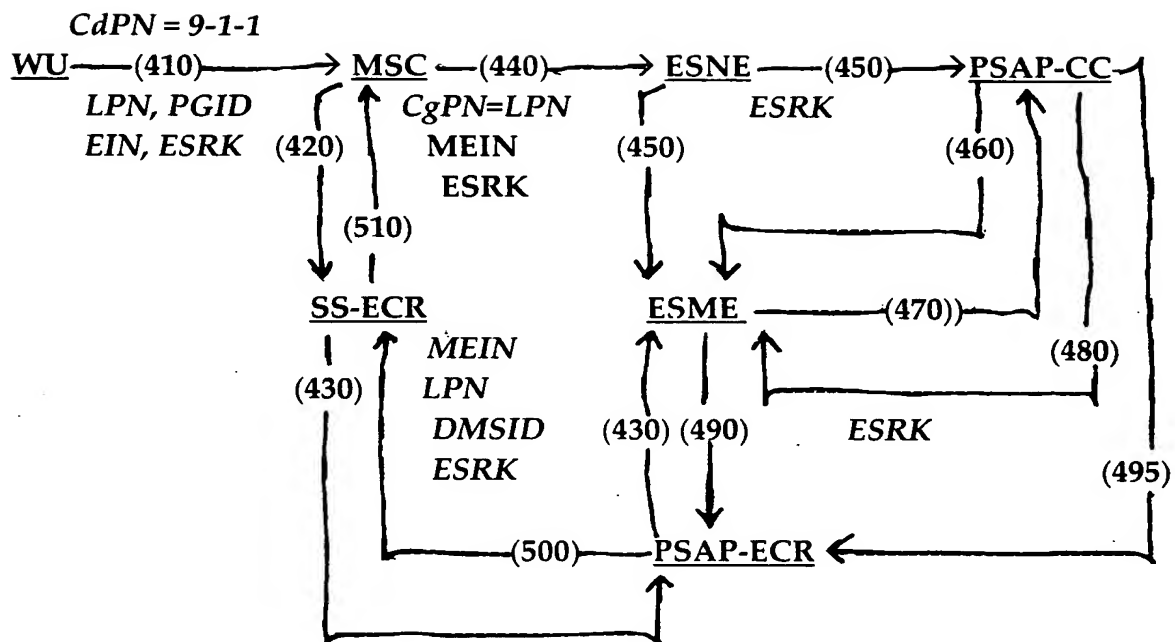 CdPN = 9-1-1
WU (410) MSC (440) ESNE (450) PSAP-CC
LPN, PGID CgPN=LPN ESRK
EIN, ESRK (420) MEIN (450) (460)
ESRK
(510)
SS-ECR ESME (470))
MEIN (480)
(430) LPN
DMSID (430) (490) ESRK
ESRK (495)
(500) PSAP-ECR